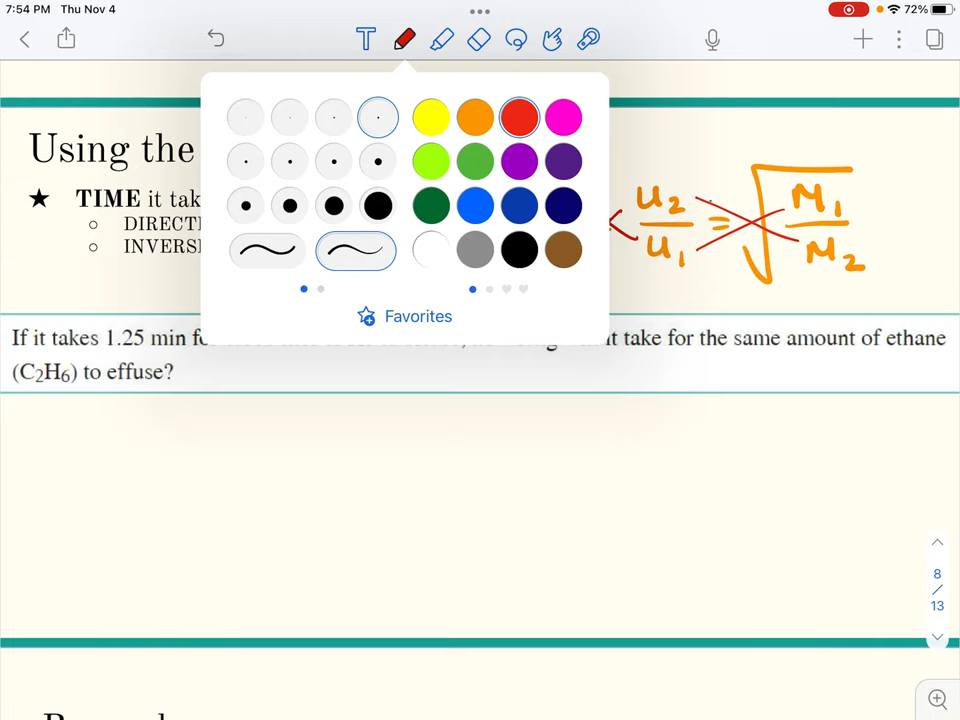 7:54 PM Thu Nov 4
72%
T
Using the
★ TIME it tak
○ DIRECT
○ INVERS
u2/u1 = √M1/M2
Favorites
If it takes 1.25 min f it take for the same amount of ethane
(C2H6) to effuse?
8
/
13